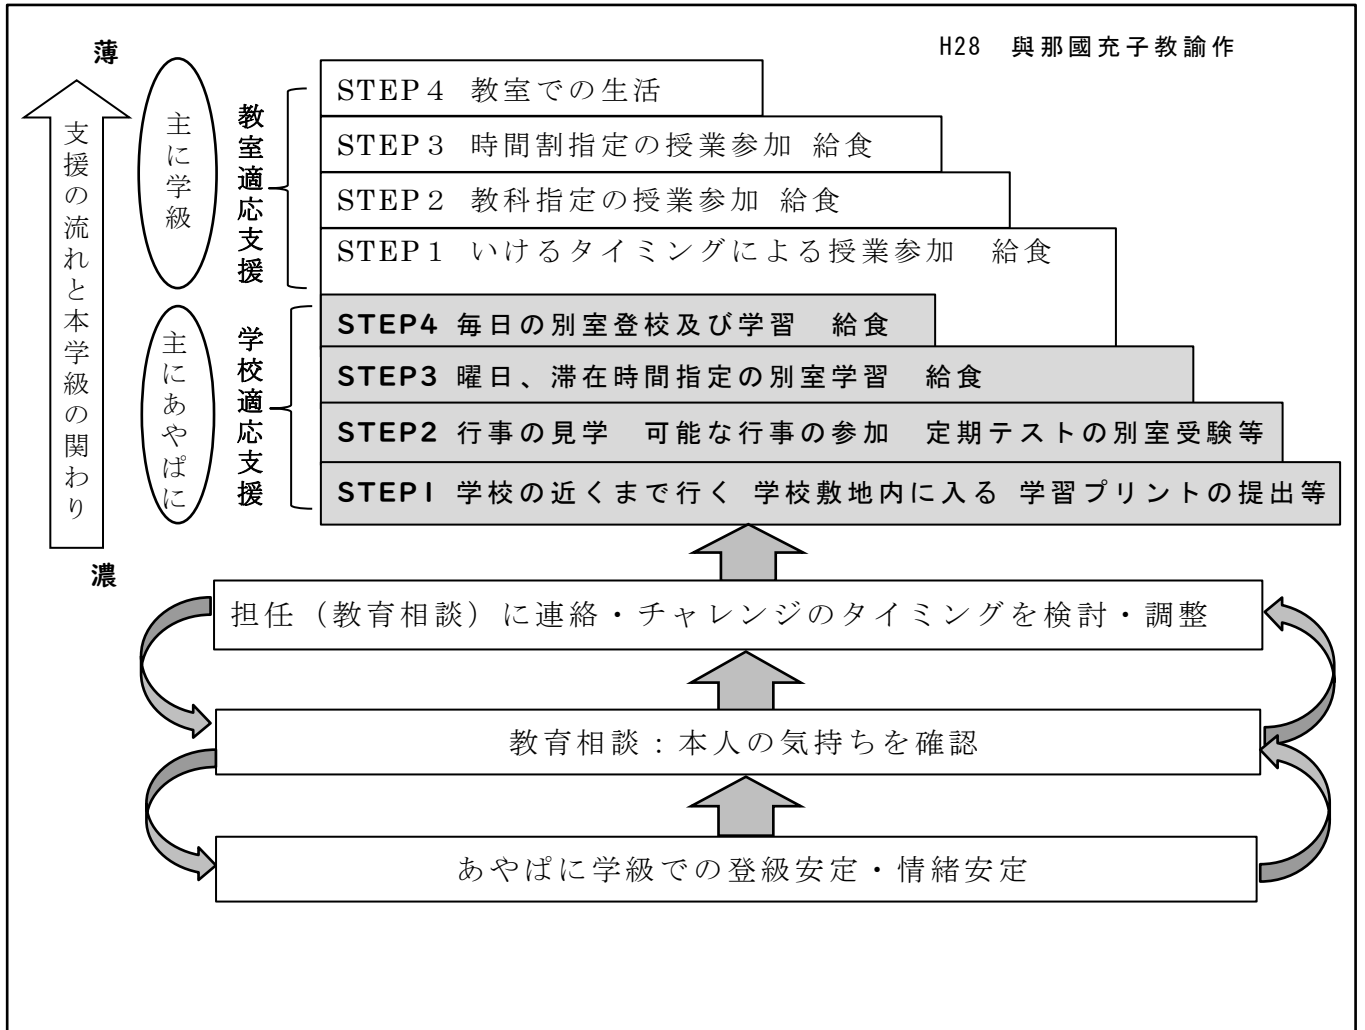 H28 與那國充子教諭作
薄
支援の流れと本学級の関わり
濃
主に学級
教室適応支援
STEP４ 教室での生活
STEP３ 時間割指定の授業参加 給食
STEP２ 教科指定の授業参加 給食
STEP１ いけるタイミングによる授業参加 給食
主にあやぱに
学校適応支援
STEP4 毎日の別室登校及び学習 給食
STEP3 曜日、滞在時間指定の別室学習 給食
STEP2 行事の見学 可能な行事の参加 定期テストの別室受験等
STEP1 学校の近くまで行く 学校敷地内に入る 学習プリントの提出等
担任（教育相談）に連絡・チャレンジのタイミングを検討・調整
教育相談：本人の気持ちを確認
あやぱに学級での登級安定・情緒安定